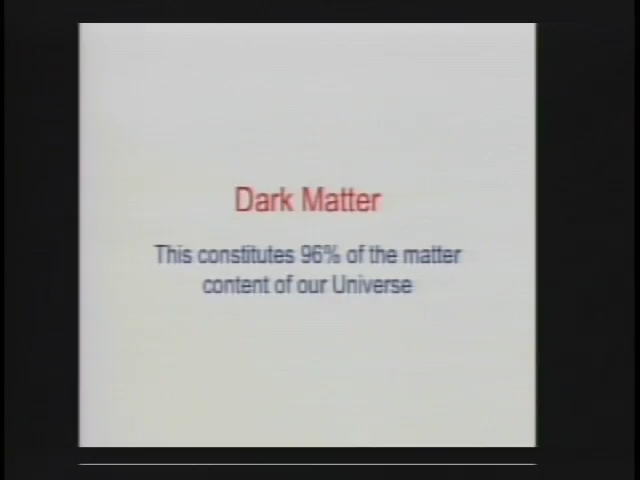 Dark Matter
This constitutes 96% of the matter
content of our Universe